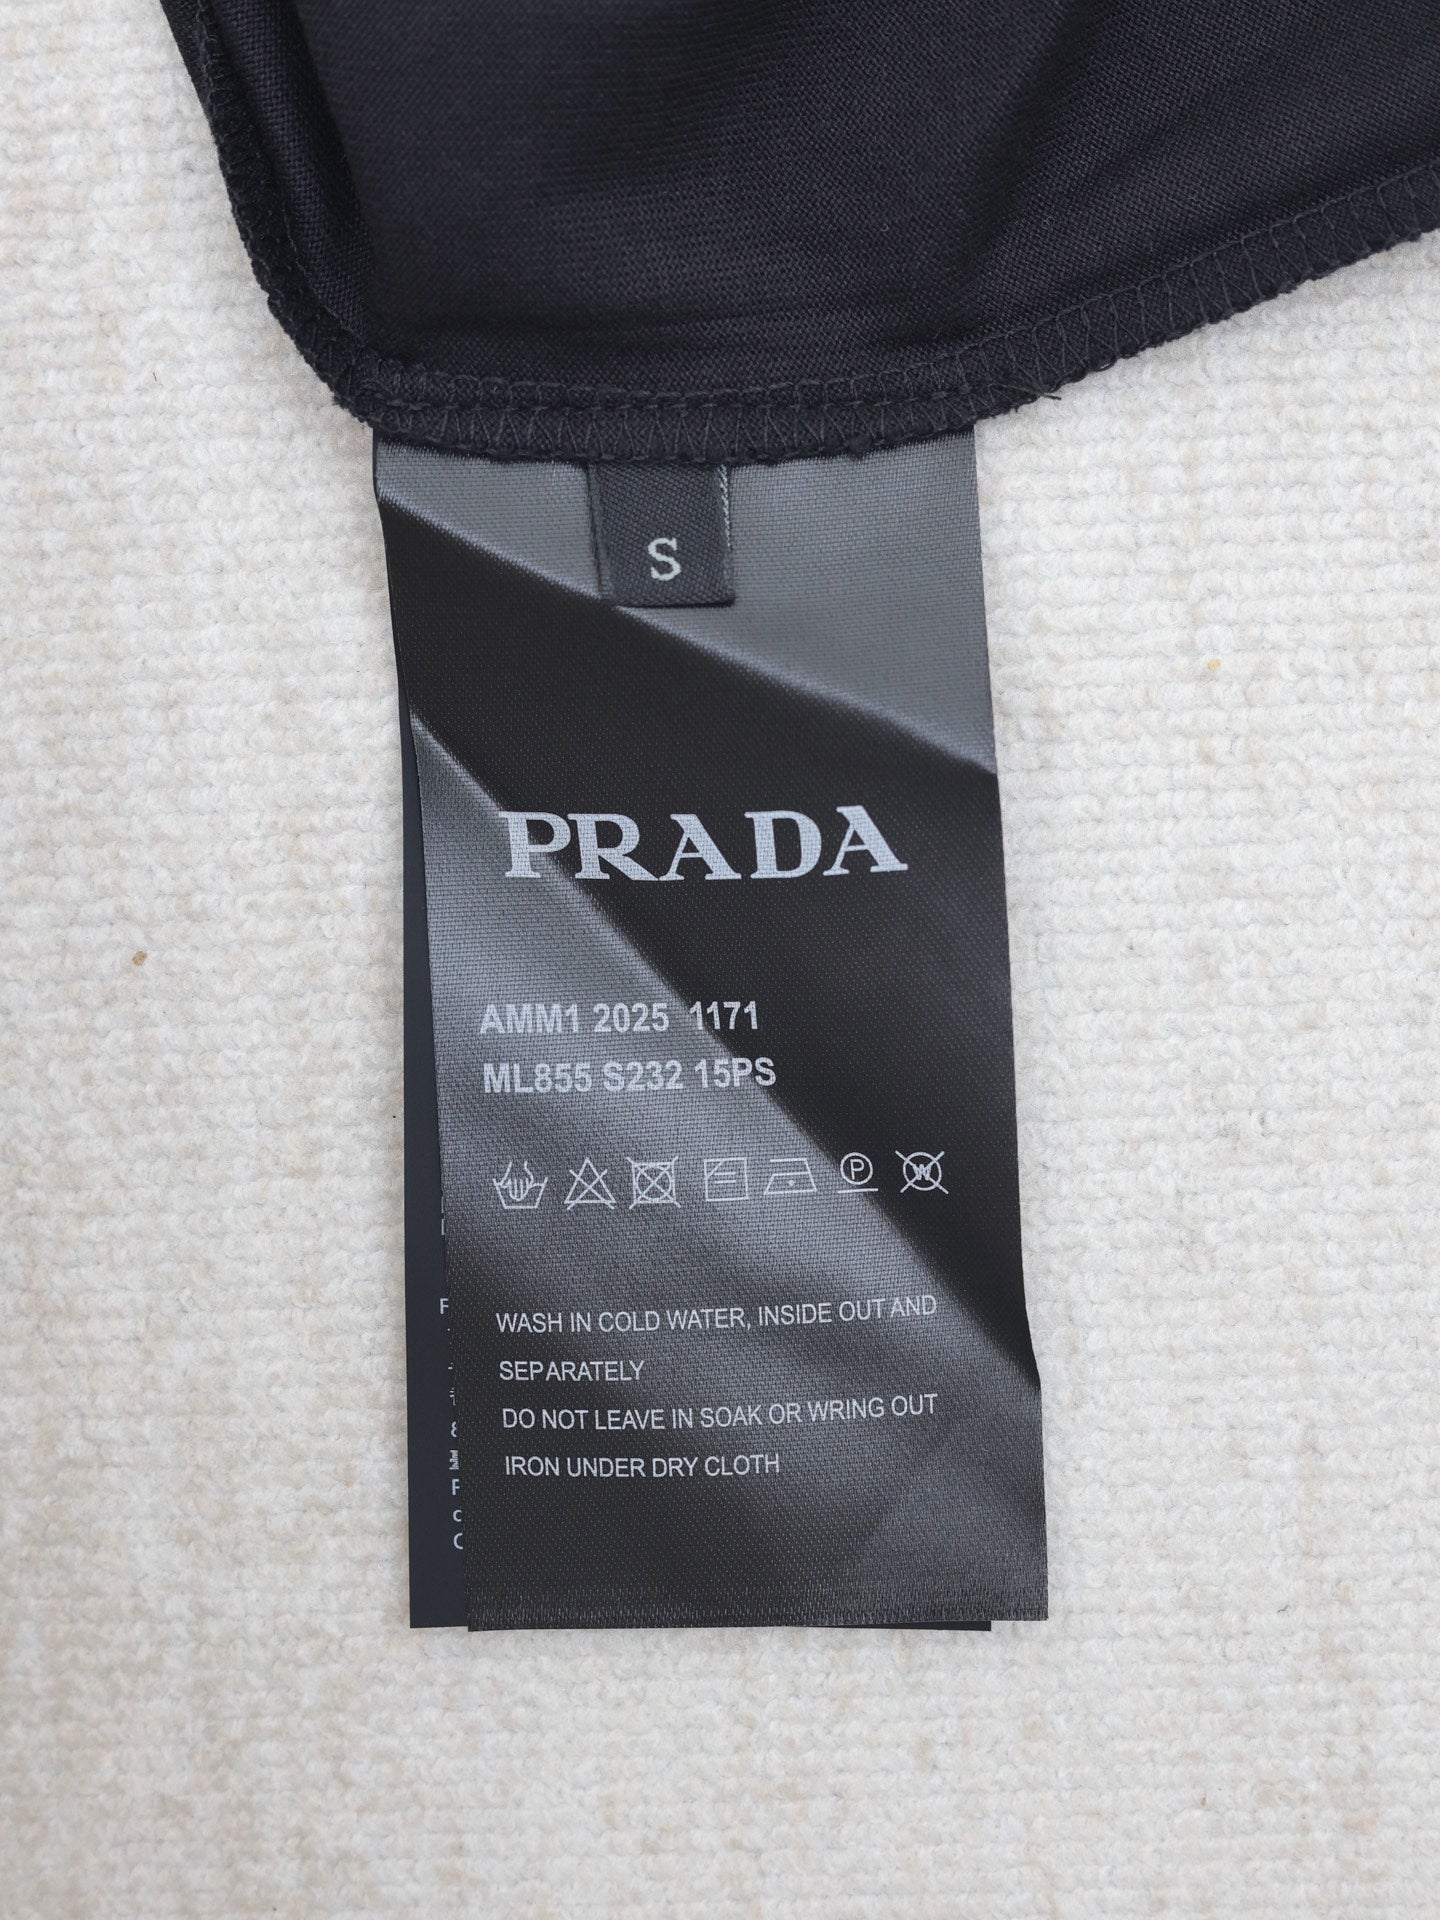 S
PRADA
AMM1 2025 1171
ML855 S232 15PS
P W
WASH IN COLD WATER, INSIDE OUT AND
SEPARATELY
DO NOT LEAVE IN SOAK OR WRING OUT
IRON UNDER DRY CLOTH